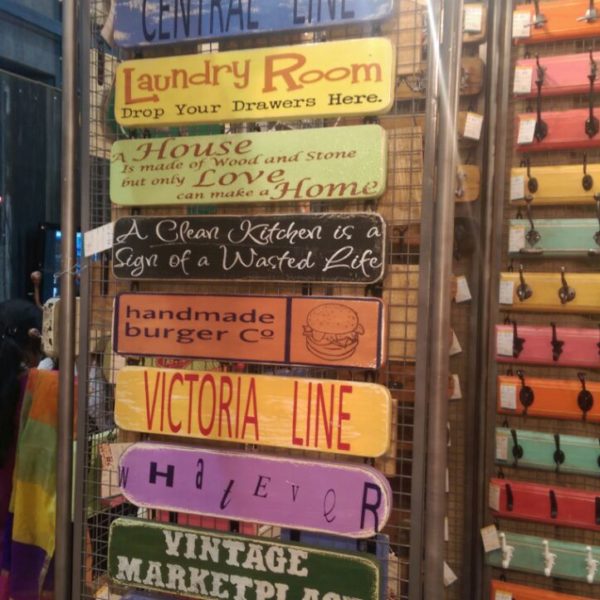 CENTRAL LINE
Laundry Room
Drop Your Drawers Here.
A House
Is made of Wood and Stone
but only Love
can make a Home
A Clean Kitchen is a
Sign of a Wasted Life
handmade
burger Cº
VICTORIA LINE
wHatEveR
VINTAGE